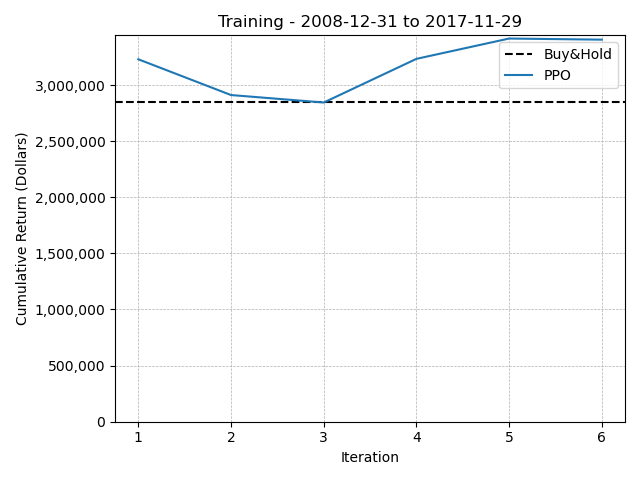 Training - 2008-12-31 to 2017-11-29
Buy&Hold
PPO
3,000,000
2,500,000
2,000,000
1,500,000
1,000,000
500,000
0
Cumulative Return (Dollars)
1 2 3 4 5 6
Iteration